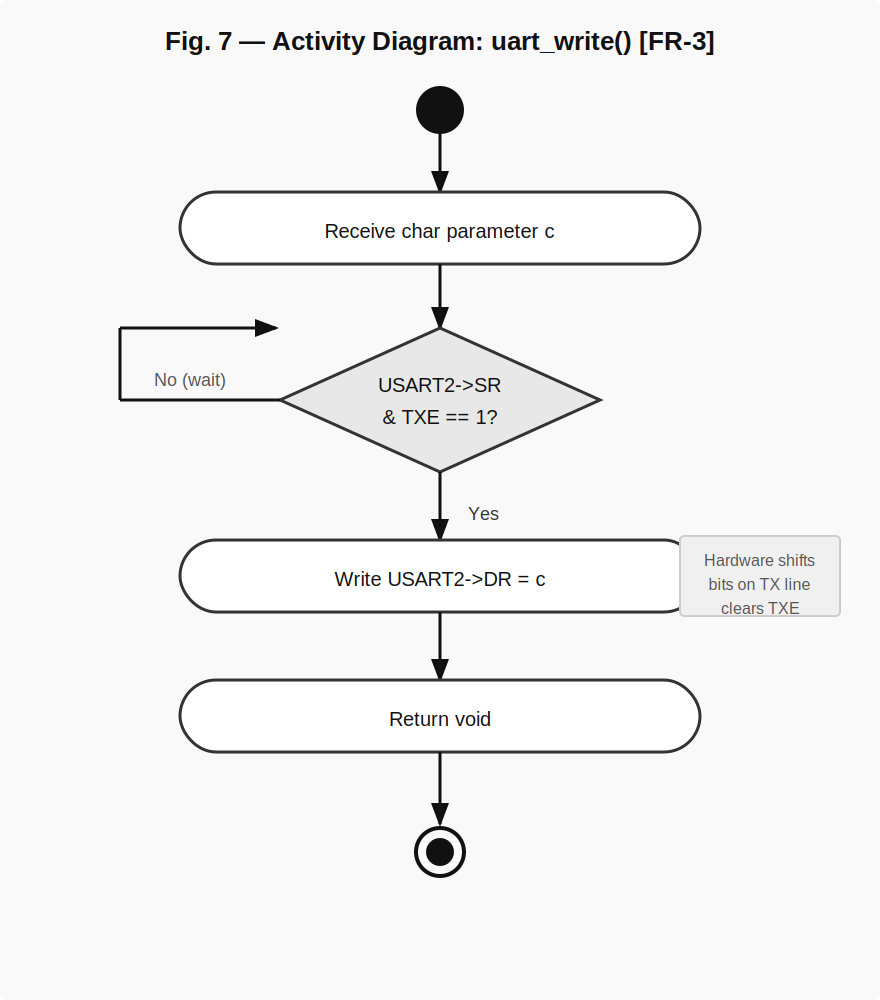 Fig. 7 — Activity Diagram: uart_write() [FR-3]
Receive char parameter c
No (wait)
USART2->SR
& TXE == 1?
Yes
Write USART2->DR = c
Hardware shifts
bits on TX line
clears TXE
Return void